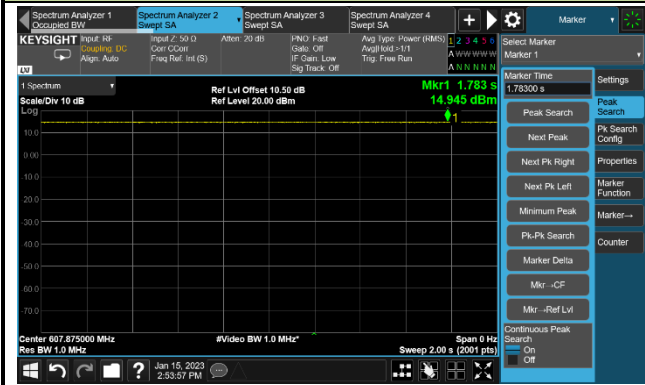 Spectrum Analyzer 1
Occupied BW
Spectrum Analyzer 2
Swept SA
Spectrum Analyzer 3
Swept SA
Spectrum Analyzer 4
Swept SA
Marker
KEYSIGHT
Input: RF
Coupling: DC
Align: Auto
Input Z: 50 Ω
Corr CCorr
Freq Ref: Int (S)
Atten: 20 dB
PNO: Fast
Gate: Off
IF Gain: Low
Sig Track: Off
Avg Type: Power (RMS)
Avg|Hold:>1/1
Trig: Free Run
1 2 3 4 5 6
A W W W W W
A N N N N N
Select Marker
Marker 1
LXI
1 Spectrum
Scale/Div 10 dB
Log
Ref Lvl Offset 10.50 dB
Ref Level 20.00 dBm
Mkr1 1.783 s
14.945 dBm
1
10.0
0.00
-10.0
-20.0
-30.0
-40.0
-50.0
-60.0
-70.0
Center 607.875000 MHz
Res BW 1.0 MHz
#Video BW 1.0 MHz*
Span 0 Hz
Sweep 2.00 s (2001 pts)
Marker Time
1.78300 s
Peak Search
Next Peak
Next Pk Right
Next Pk Left
Minimum Peak
Pk-Pk Search
Marker Delta
Mkr→CF
Mkr→Ref Lvl
Continuous Peak
Search
On
Off
Settings
Peak
Search
Pk Search
Config
Properties
Marker
Function
Marker→
Counter
?
Jan 15, 2023
2:53:57 PM